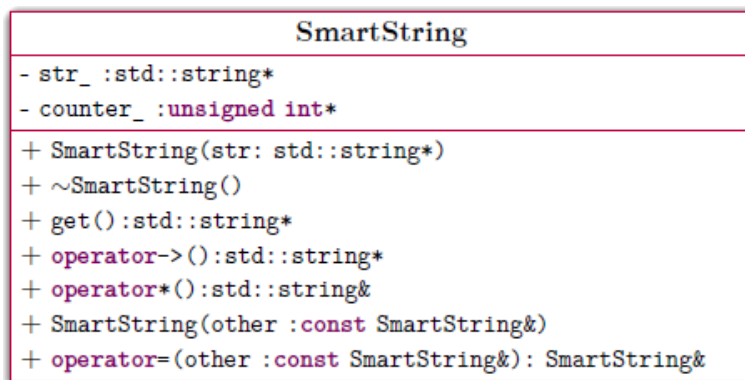 SmartString
- str_ :std::string*
- counter_ :unsigned int*
+ SmartString(str: std::string*)
+ ∼SmartString()
+ get():std::string*
+ operator->():std::string*
+ operator*():std::string&
+ SmartString(other :const SmartString&)
+ operator=(other :const SmartString&): SmartString&